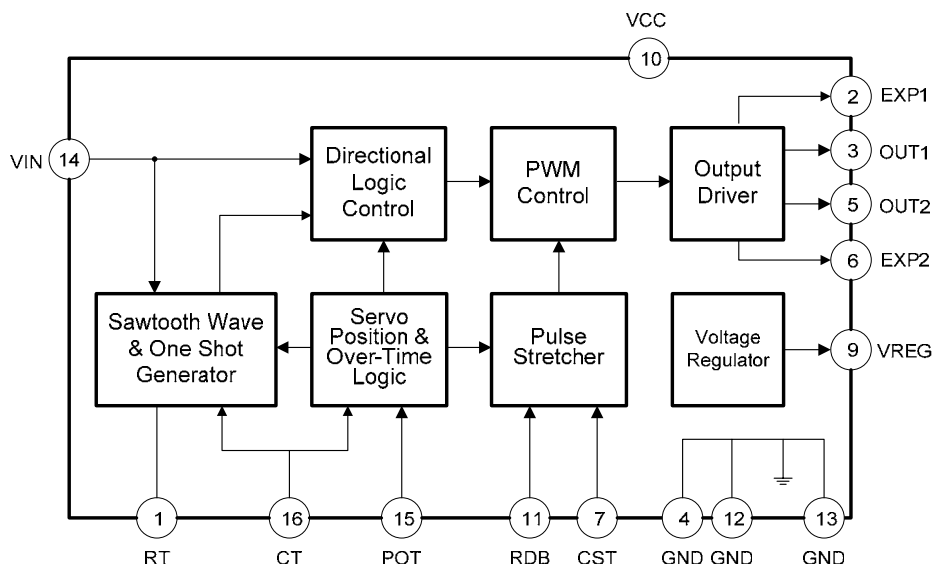 VCC
10
2 EXP1
VIN 14
Directional
Logic
Control
PWM
Control
Output
Driver
3 OUT1
5 OUT2
6 EXP2
Sawtooth Wave
& One Shot
Generator
Servo
Position &
Over-Time
Logic
Pulse
Stretcher
Voltage
Regulator
9 VREG
1 16 15 11 7 4 12 13
RT CT POT RDB CST GND GND GND